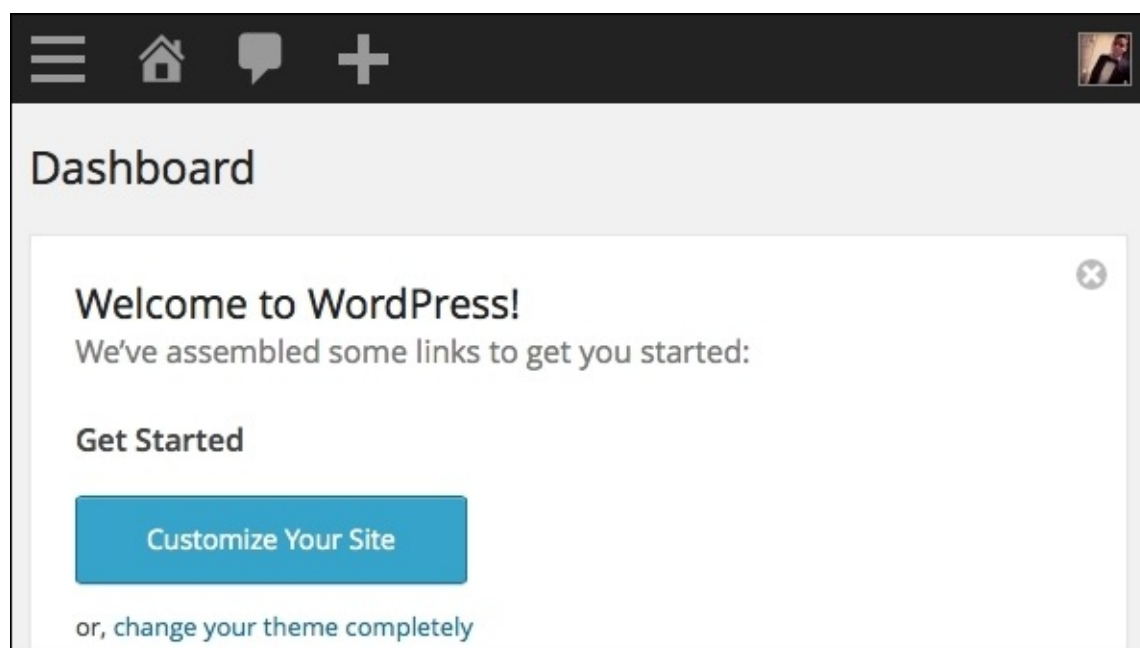 Dashboard
Welcome to WordPress!
We've assembled some links to get you started:
Get Started
Customize Your Site
or, change your theme completely